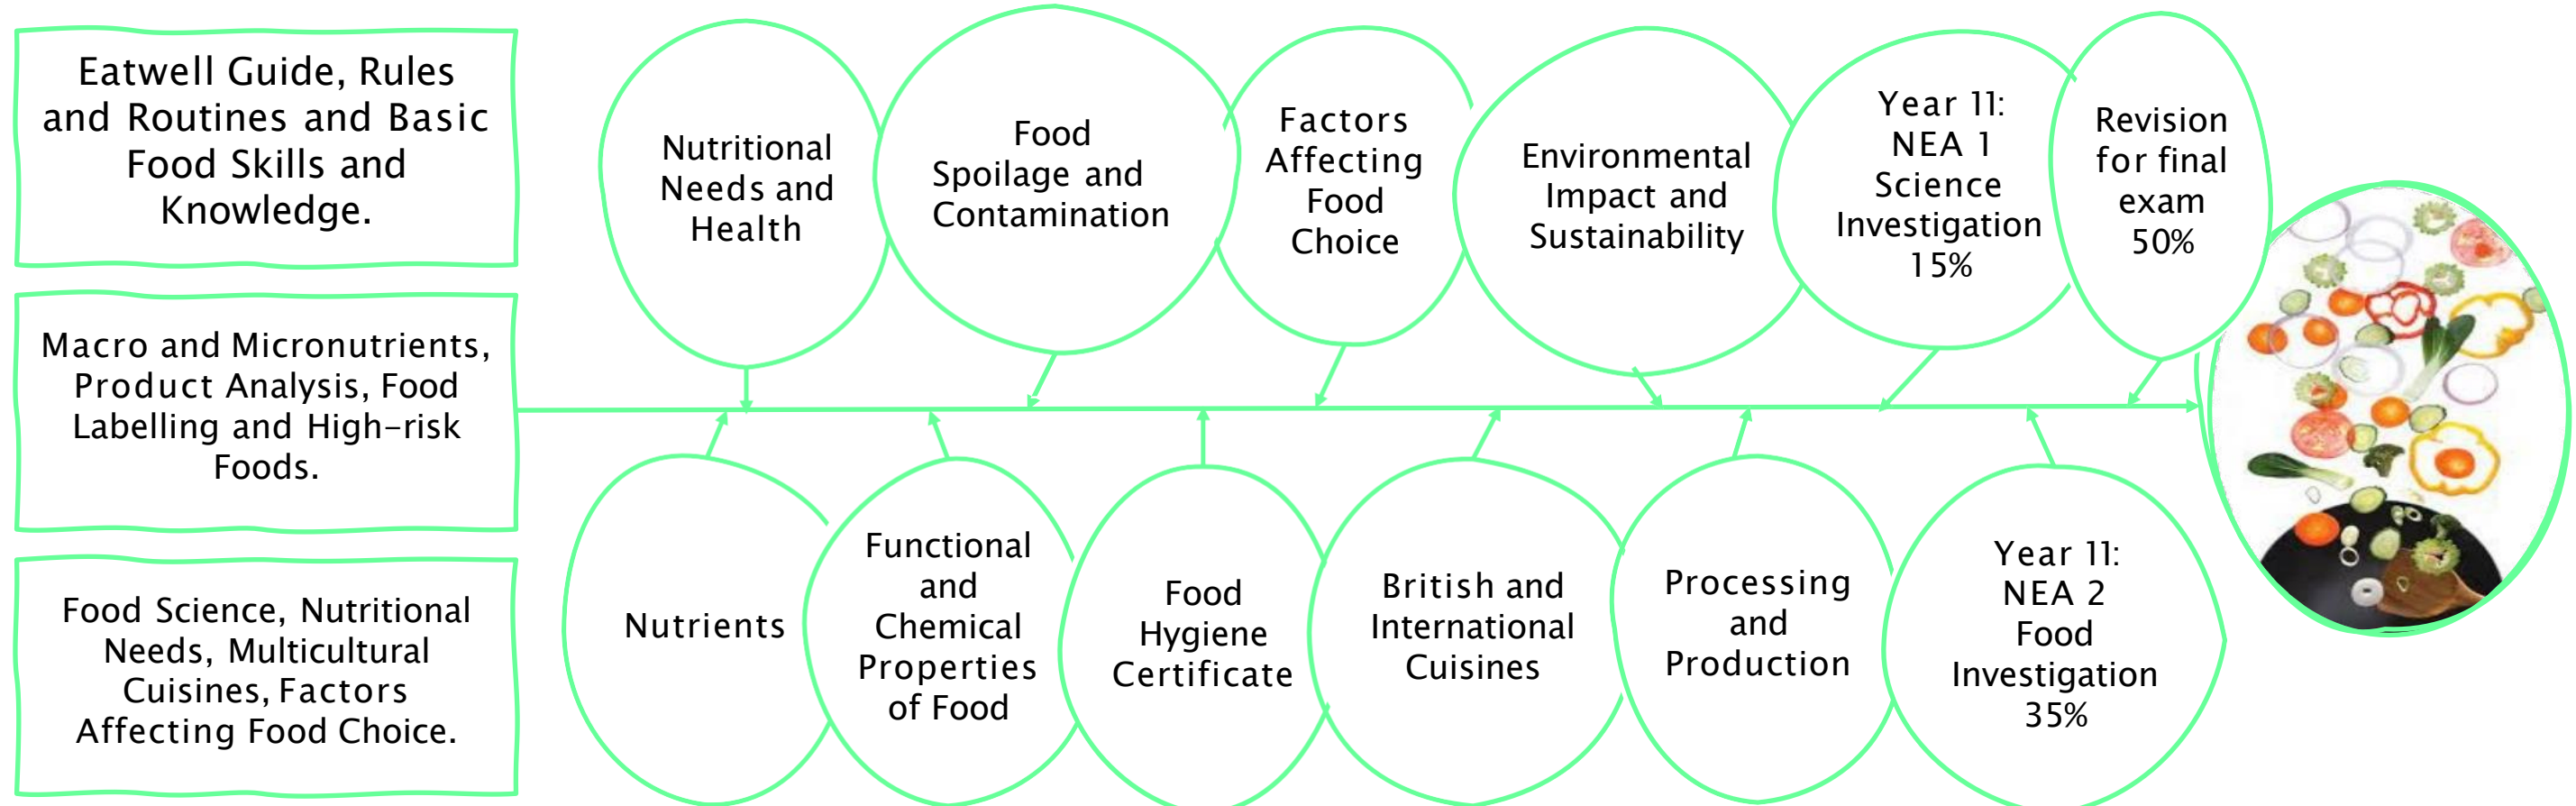 Eatwell Guide, Rules
and Routines and Basic
Food Skills and
Knowledge.
Macro and Micronutrients,
Product Analysis, Food
Labelling and High-risk
Foods.
Food Science, Nutritional
Needs, Multicultural
Cuisines, Factors
Affecting Food Choice.
Nutritional
Needs and
Health
Food
Spoilage and
Contamination
Factors
Affecting
Food
Choice
Environmental
Impact and
Sustainability
Year 11:
NEA 1
Science
Investigation
15%
Revision
for final
exam
50%
Nutrients
Functional
and
Chemical
Properties
of Food
Food
Hygiene
Certificate
British and
International
Cuisines
Processing
and
Production
Year 11:
NEA 2
Food
Investigation
35%